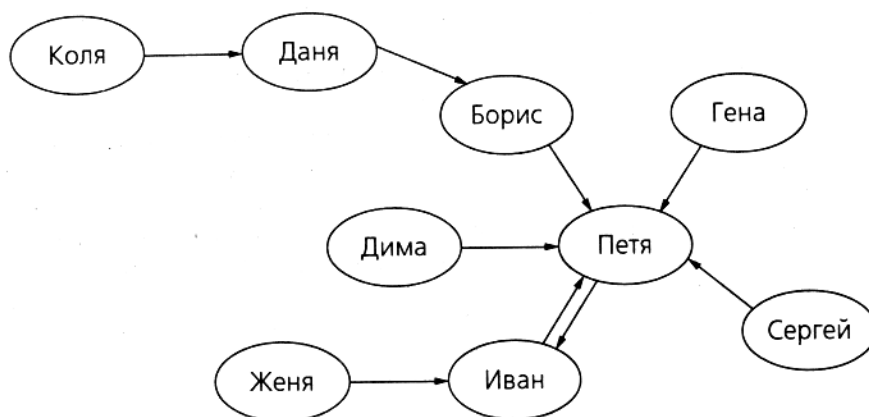 Коля
Даня
Борис
Гена
Дима
Петя
Сергей
Женя
Иван